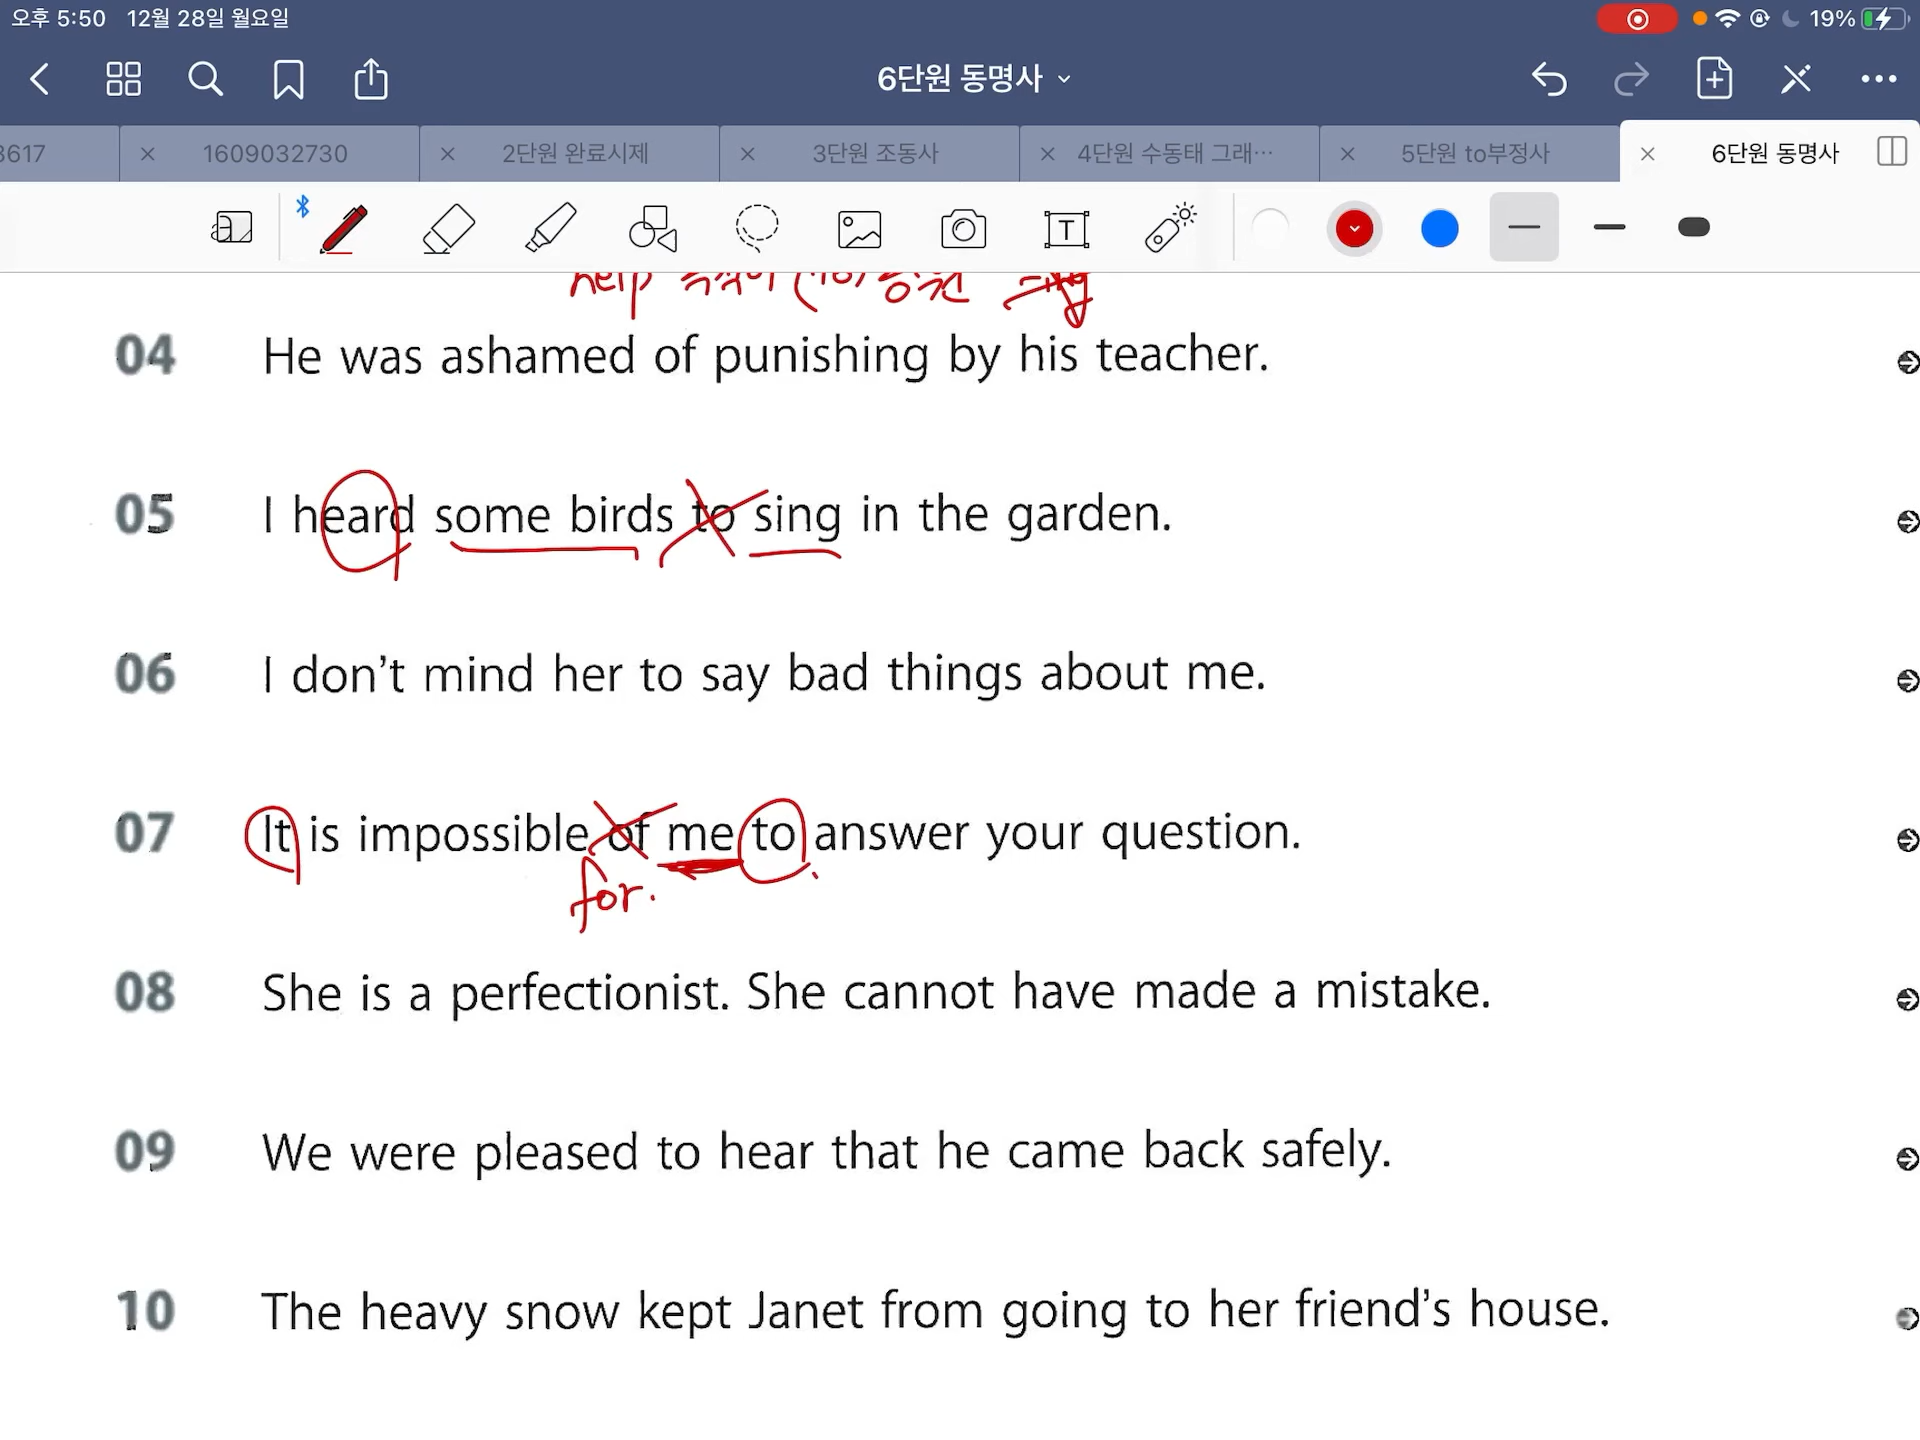 오후 5:50 12월 28일 월요일 19%
6단원 동명사
3617 1609032730 2단원 완료시제 3단원 조동사 4단원 수동태 그래… 5단원 to부정사 6단원 동명사
help
04 He was ashamed of punishing by his teacher.
05 I heard some birds to sing in the garden.
06 I don't mind her to say bad things about me.
07 It is impossible of me to answer your question.
for.
08 She is a perfectionist. She cannot have made a mistake.
09 We were pleased to hear that he came back safely.
10 The heavy snow kept Janet from going to her friend's house.